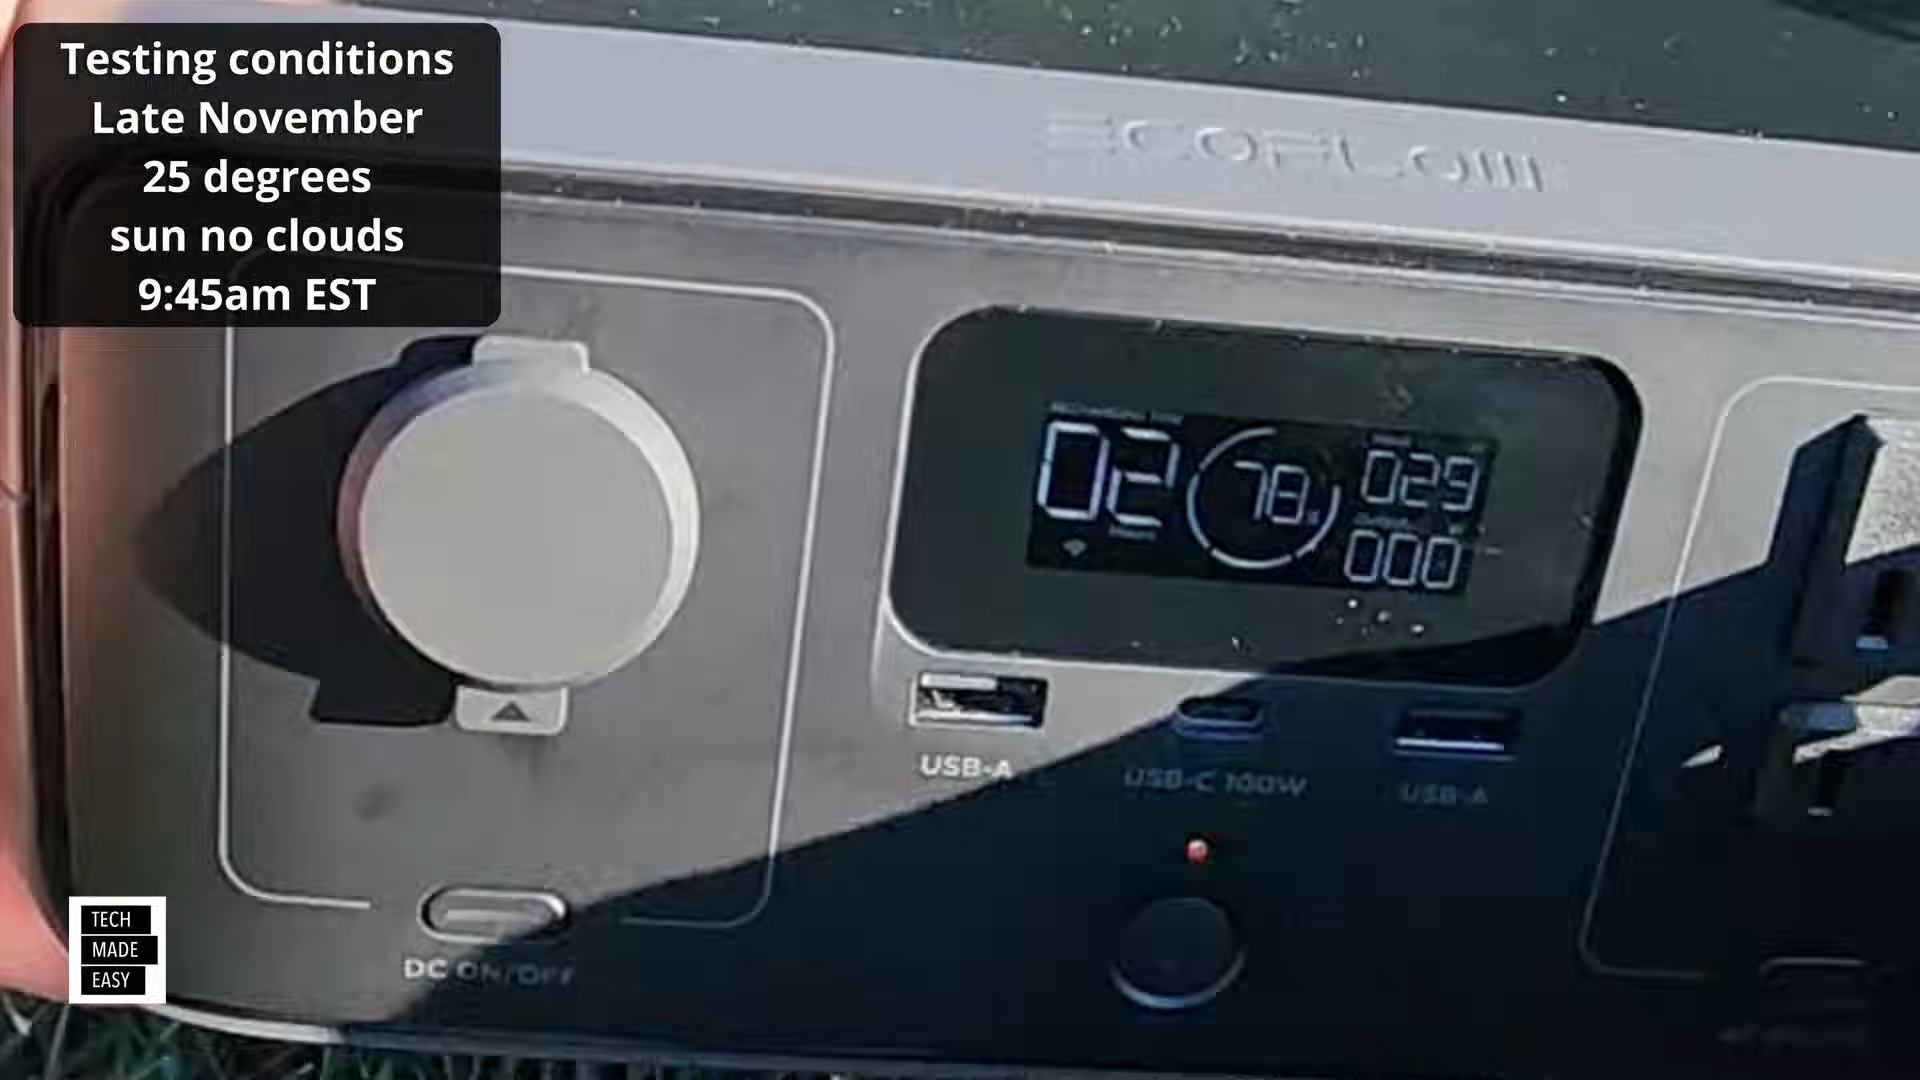 Testing conditions
Late November
25 degrees
sun no clouds
9:45am EST
ECOFLOW
02
78
029
000
USB-A
USB-C 100W
USB-A
DC ON/OFF
TECH
MADE
EASY